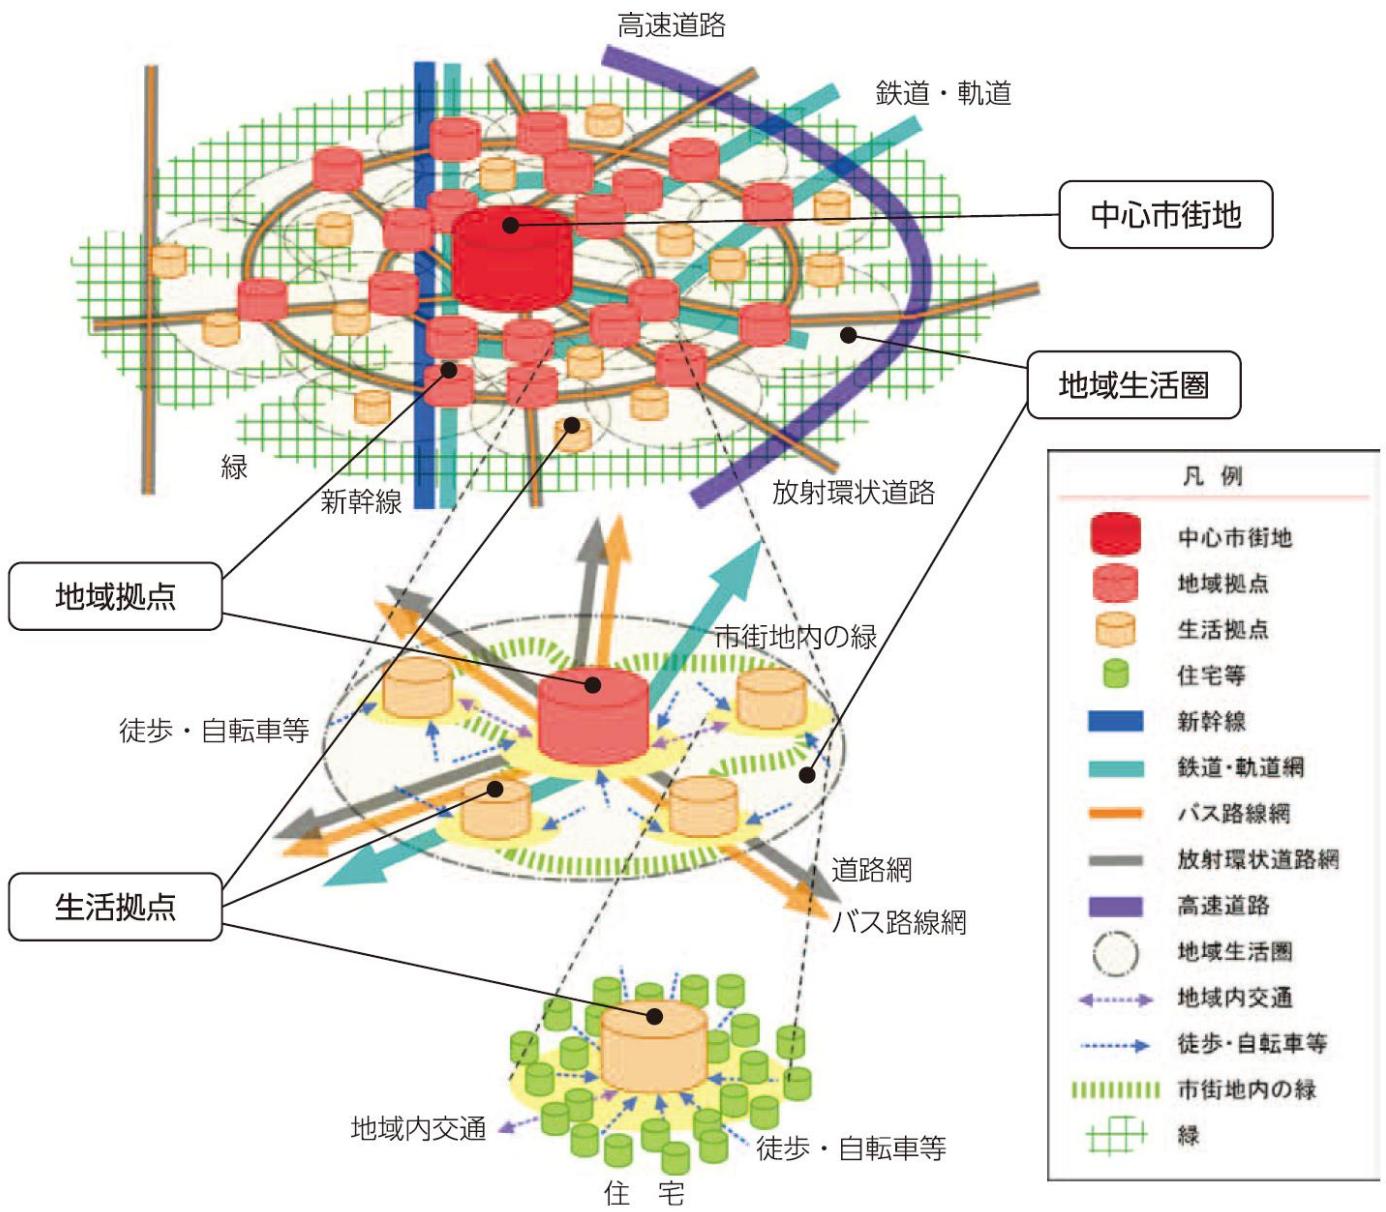 高速道路
鉄道・軌道
中心市街地
地域生活圏
緑
新幹線
放射環状道路
地域拠点
市街地内の緑
徒歩・自転車等
生活拠点
道路網
バス路線網
地域内交通
徒歩・自転車等
住 宅
凡 例
中心市街地
地域拠点
生活拠点
住宅等
新幹線
鉄道・軌道網
バス路線網
放射環状道路網
高速道路
地域生活圏
地域内交通
徒歩・自転車等
市街地内の緑
緑